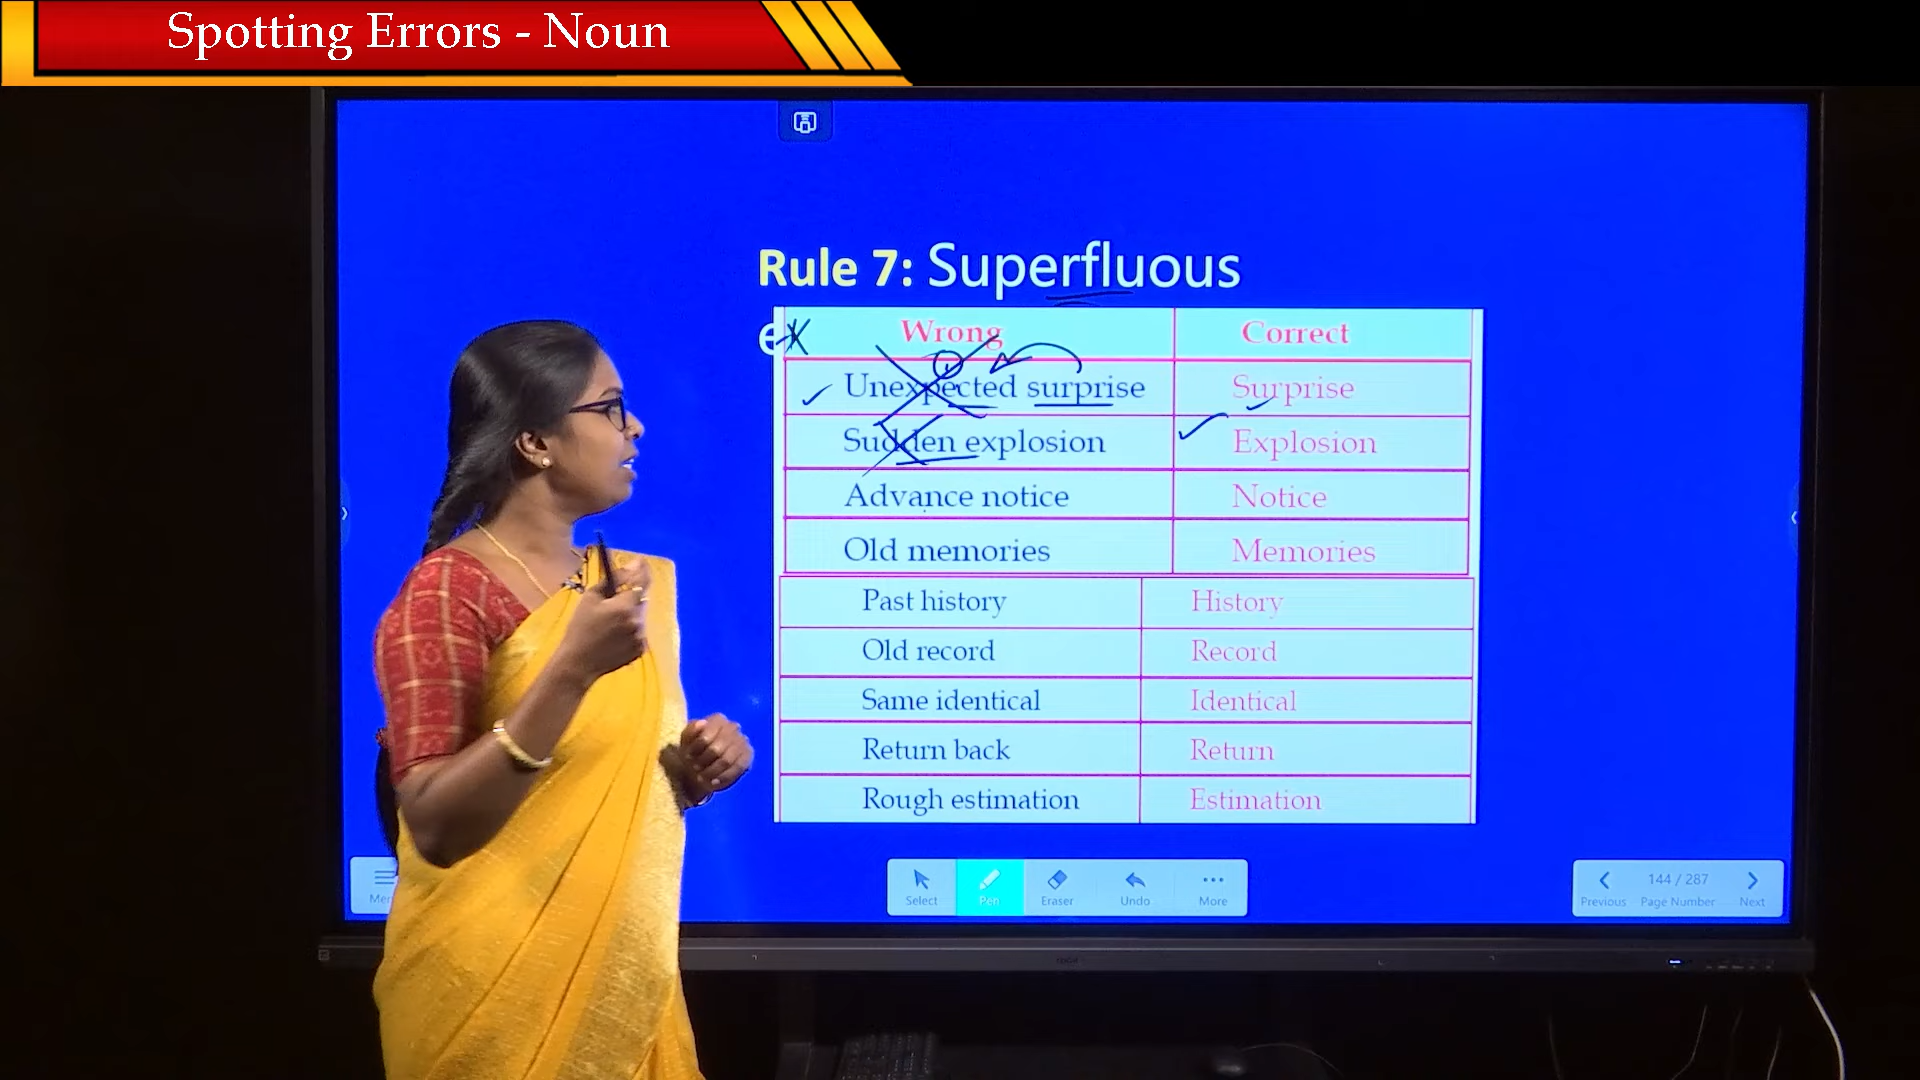 Spotting Errors - Noun
Rule 7: Superfluous
Wrong Correct
Unexpected surprise Surprise
Sudden explosion Explosion
Advance notice Notice
Old memories Memories
Past history History
Old record Record
Same identical Identical
Return back Return
Rough estimation Estimation
Select Pen Eraser Undo More
144 / 287
Previous Page Number Next